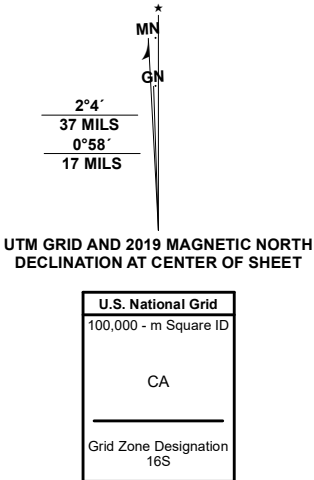 ★
MN
GN
2°4´
37 MILS
0°58´
17 MILS
UTM GRID AND 2019 MAGNETIC NORTH
DECLINATION AT CENTER OF SHEET
U.S. National Grid
100,000 - m Square ID
CA
Grid Zone Designation
16S